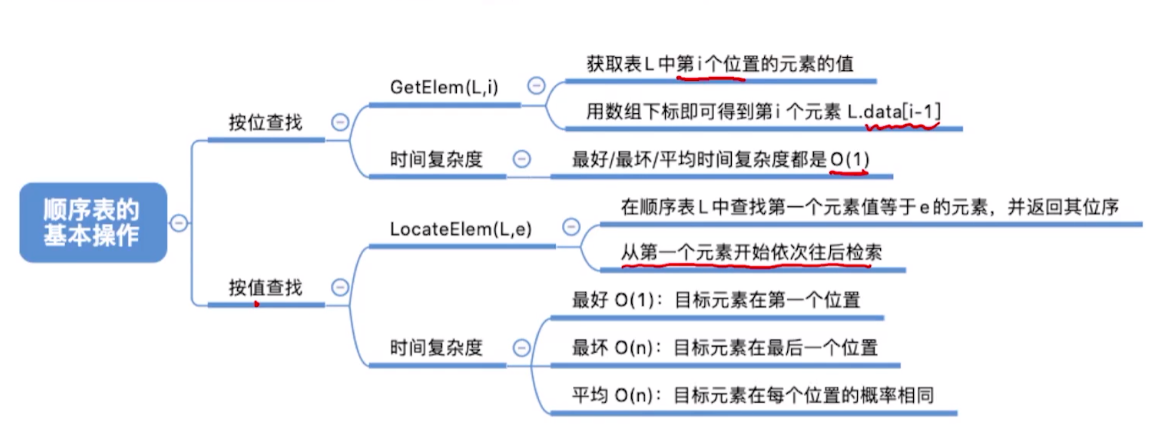 顺序表的
基本操作
按位查找
GetElem(L,i)
获取表L中第i个位置的元素的值
用数组下标即可得到第i个元素 L.data[i-1]
时间复杂度
最好/最坏/平均时间复杂度都是O(1)
按值查找
LocateElem(L,e)
在顺序表L中查找第一个元素值等于e的元素，并返回其位序
从第一个元素开始依次往后检索
时间复杂度
最好 O(1)：目标元素在第一个位置
最坏 O(n)：目标元素在最后一个位置
平均 O(n)：目标元素在每个位置的概率相同